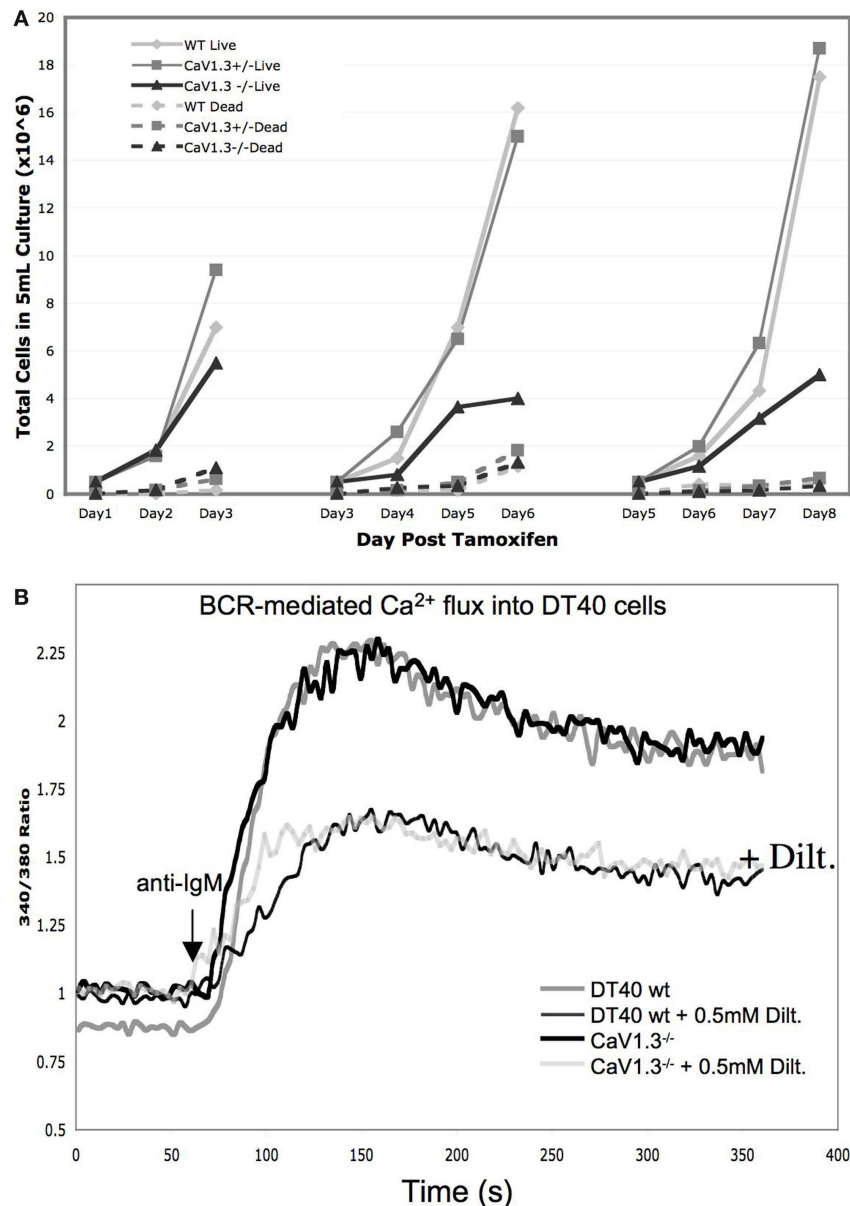 A
20
18
16
14
12
10
8
6
4
2
0
Total Cells in 5mL Culture (x10^6)
WT Live
CaV1.3+/-Live
CaV1.3 -/-Live
WT Dead
CaV1.3+/-Dead
CaV1.3-/-Dead
Day1 Day2 Day3 Day3 Day4 Day5 Day6 Day5 Day6 Day7 Day8
Day Post Tamoxifen
B
BCR-mediated Ca²⁺ flux into DT40 cells
2.25
2
1.75
1.5
1.25
1
0.75
0.5
340/380 Ratio
anti-IgM
+ Dilt.
DT40 wt
DT40 wt + 0.5mM Dilt.
CaV1.3⁻/⁻
CaV1.3⁻/⁻ + 0.5mM Dilt.
0 50 100 150 200 250 300 350 400
Time (s)